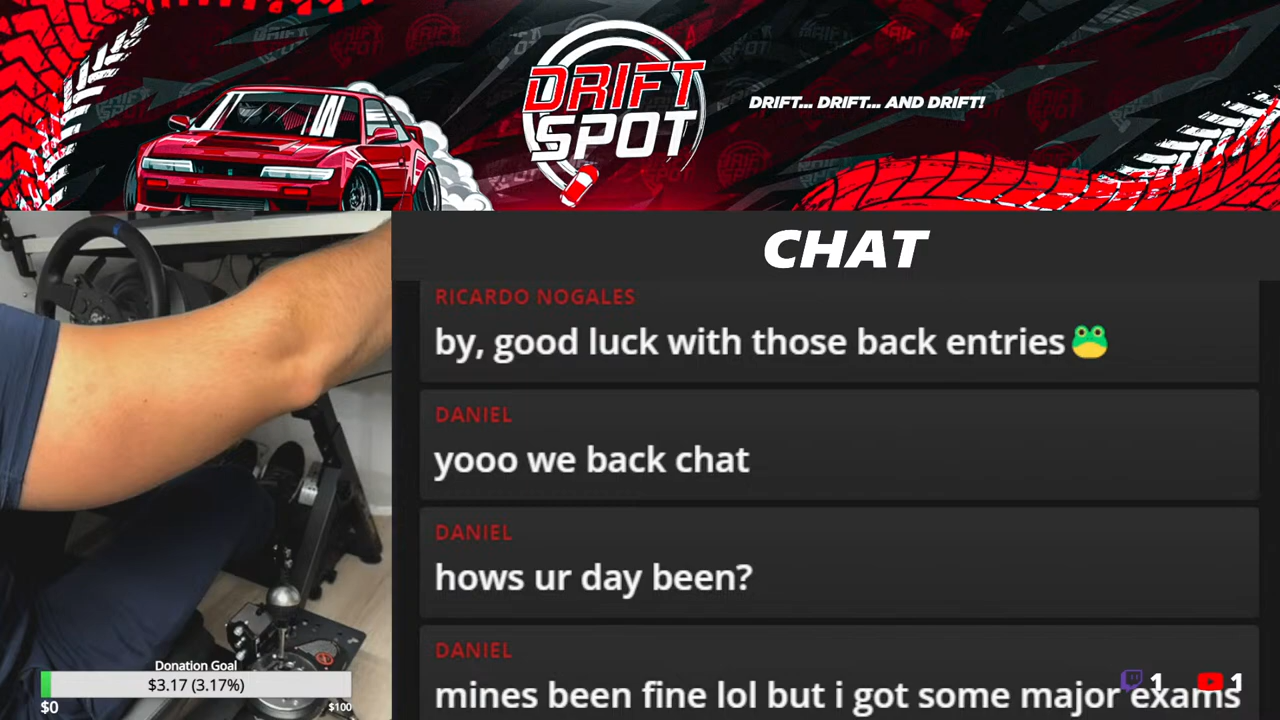 DRIFT
SPOT
DRIFT... DRIFT... AND DRIFT!
CHAT
RICARDO NOGALES
by, good luck with those back entries🐸
DANIEL
yooo we back chat
DANIEL
hows ur day been?
DANIEL
mines been fine lol but i got some major exams
1
1
Donation Goal
$3.17 (3.17%)
$0
$100